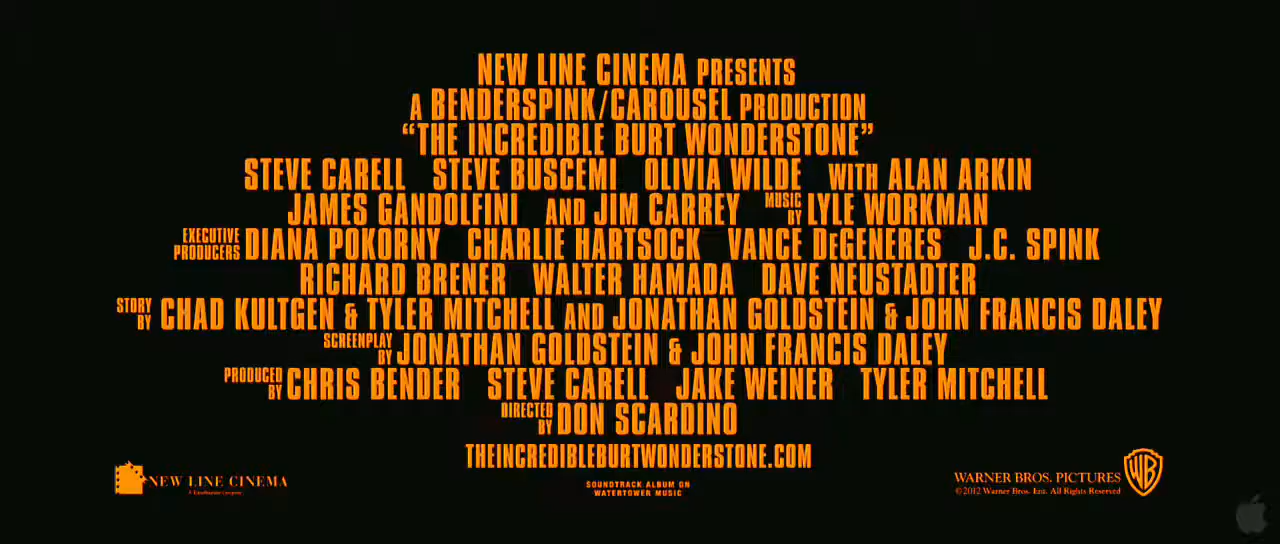 NEW LINE CINEMA PRESENTS
A BENDERSPINK/CAROUSEL PRODUCTION
“THE INCREDIBLE BURT WONDERSTONE”
STEVE CARELL STEVE BUSCEMI OLIVIA WILDE WITH ALAN ARKIN
JAMES GANDOLFINI AND JIM CARREY MUSIC BY LYLE WORKMAN
EXECUTIVE PRODUCERS DIANA POKORNY CHARLIE HARTSOCK VANCE DeGENERES J.C. SPINK
RICHARD BRENER WALTER HAMADA DAVE NEUSTADTER
STORY BY CHAD KULTGEN & TYLER MITCHELL AND JONATHAN GOLDSTEIN & JOHN FRANCIS DALEY
SCREENPLAY BY JONATHAN GOLDSTEIN & JOHN FRANCIS DALEY
PRODUCED BY CHRIS BENDER STEVE CARELL JAKE WEINER TYLER MITCHELL
DIRECTED BY DON SCARDINO
THEINCREDIBLEBURTWONDERSTONE.COM
NEW LINE CINEMA
SOUNDTRACK ALBUM ON
WATERTOWER MUSIC
WARNER BROS. PICTURES
©2012 Warner Bros. Ent. All Rights Reserved
WB